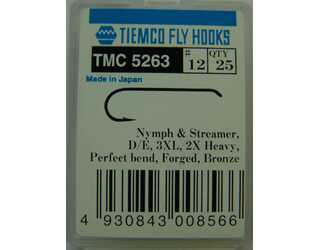 TIEMCO FLY HOOKS
TMC 5263 # 12 QTY 25
Made in Japan
Nymph & Streamer,
D/E, 3XL, 2X Heavy,
Perfect bend, Forged, Bronze
4 930843 008566